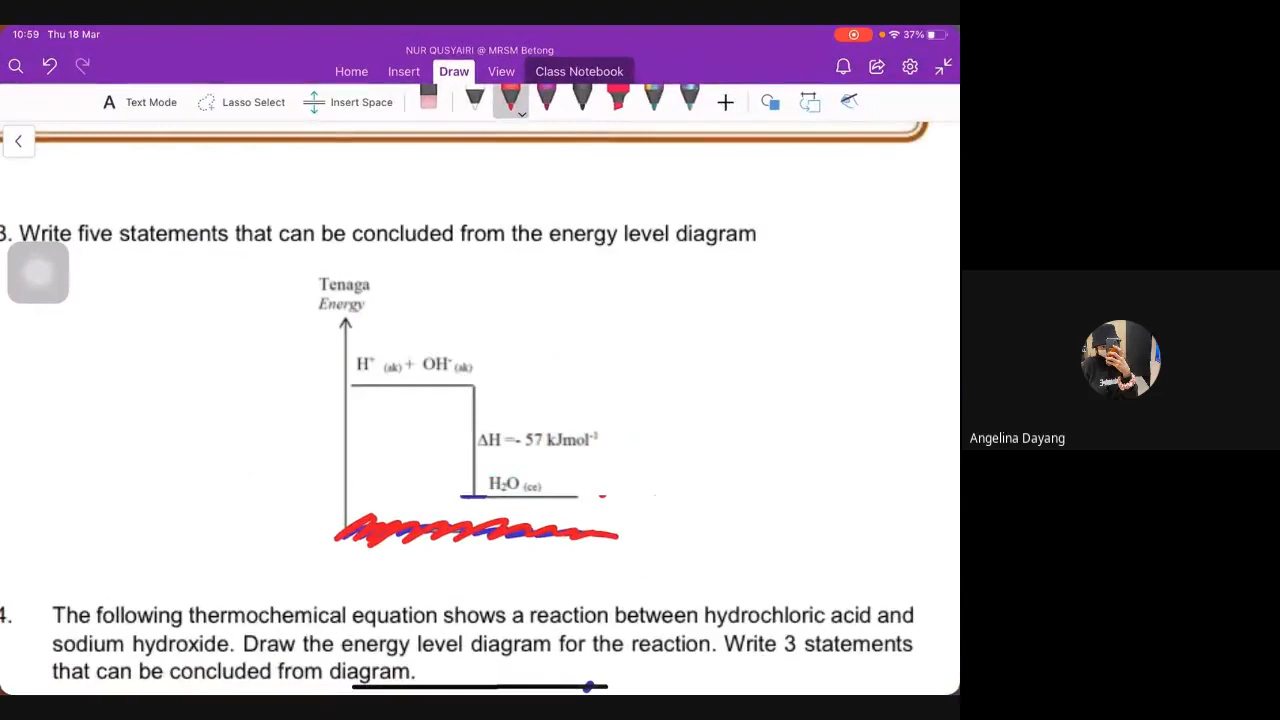 10:59 Thu 18 Mar
37%
NUR QUSYAIRI @ MRSM Betong
Home Insert Draw View Class Notebook
Text Mode Lasso Select Insert Space
3. Write five statements that can be concluded from the energy level diagram
Tenaga
Energy
H⁺ (ak) + OH⁻ (ak)
ΔH =- 57 kJmol⁻¹
H₂O (ce)
4. The following thermochemical equation shows a reaction between hydrochloric acid and
sodium hydroxide. Draw the energy level diagram for the reaction. Write 3 statements
that can be concluded from diagram.
Angelina Dayang